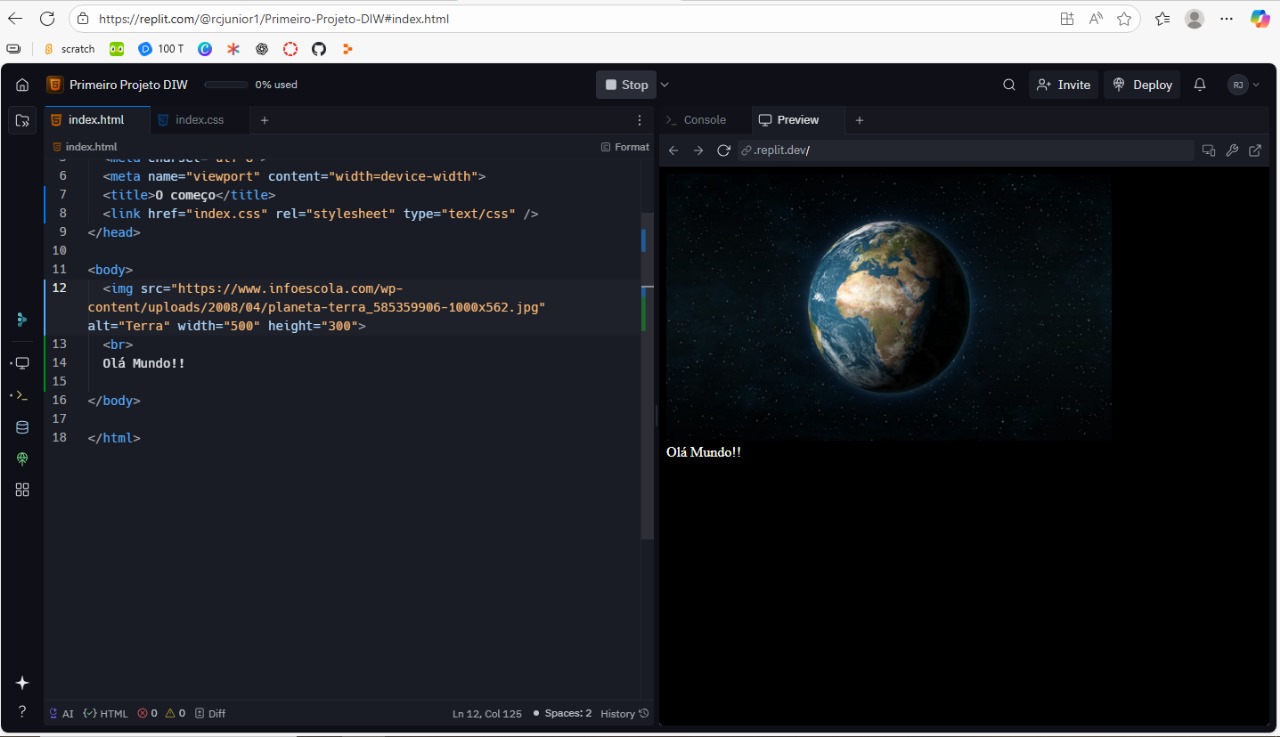 https://replit.com/@rcjunior1/Primeiro-Projeto-DIW#index.html
scratch
100 T
Primeiro Projeto DIW
0% used
Stop
Invite
Deploy
RJ
index.html
index.css
Console
Preview
index.html
Format
.replit.dev/
6 <meta name="viewport" content="width=device-width">
7 <title>O começo</title>
8 <link href="index.css" rel="stylesheet" type="text/css" />
9 </head>
10
11 <body>
12 <img src="https://www.infoescola.com/wp-
content/uploads/2008/04/planeta-terra_585359906-1000x562.jpg"
alt="Terra" width="500" height="300">
13 <br>
14 Olá Mundo!!
15
16 </body>
17
18 </html>
Olá Mundo!!
AI
HTML
0
0
Diff
Ln 12, Col 125
Spaces: 2
History